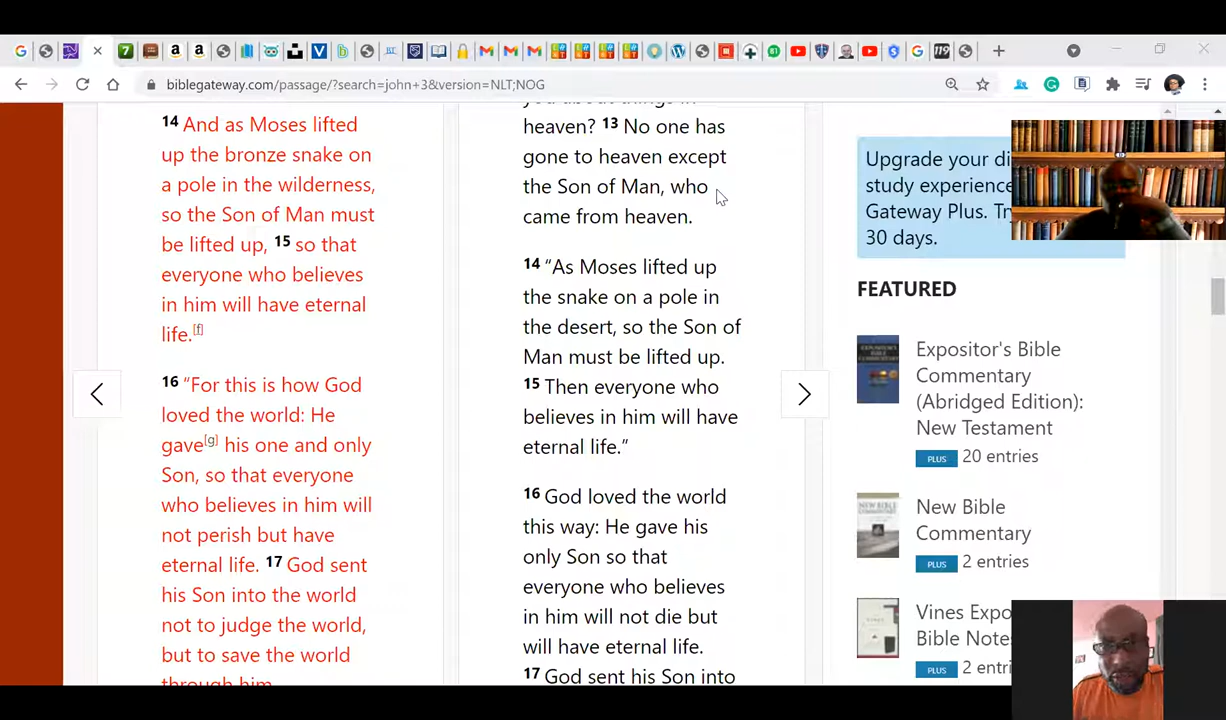 biblegateway.com/passage/?search=john+3&version=NLT;NOG
14 And as Moses lifted
up the bronze snake on
a pole in the wilderness,
so the Son of Man must
be lifted up, 15 so that
everyone who believes
in him will have eternal
life.[f]
16 “For this is how God
loved the world: He
gave[g] his one and only
Son, so that everyone
who believes in him will
not perish but have
eternal life. 17 God sent
his Son into the world
not to judge the world,
but to save the world
through him.
you about things in
heaven? 13 No one has
gone to heaven except
the Son of Man, who
came from heaven.
14 “As Moses lifted up
the snake on a pole in
the desert, so the Son of
Man must be lifted up.
15 Then everyone who
believes in him will have
eternal life.”
16 God loved the world
this way: He gave his
only Son so that
everyone who believes
in him will not die but
will have eternal life.
17 God sent his Son into
Upgrade your di
study experience
Gateway Plus. T
30 days.
FEATURED
Expositor's Bible
Commentary
(Abridged Edition):
New Testament
PLUS 20 entries
New Bible
Commentary
PLUS 2 entries
Vines Expo
Bible Note
PLUS 2 entri